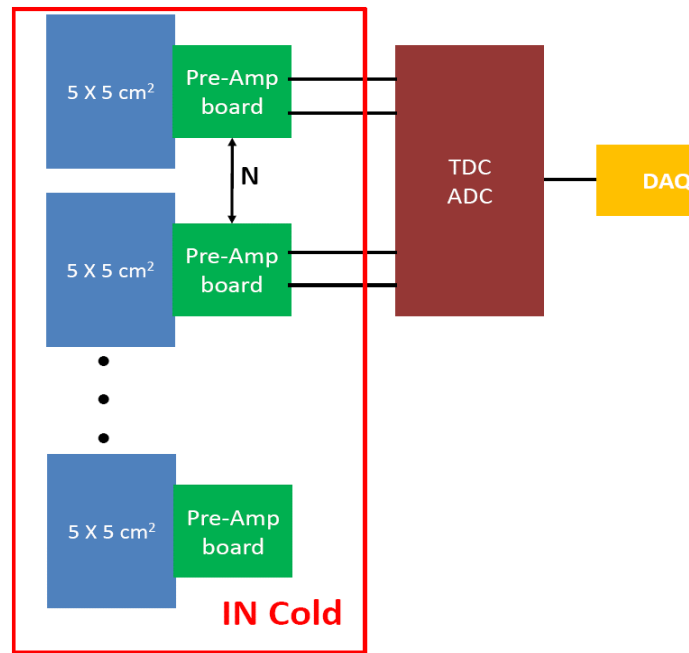 5 X 5 cm²
Pre-Amp
board
TDC
ADC
DAQ
N
5 X 5 cm²
Pre-Amp
board
5 X 5 cm²
Pre-Amp
board
IN Cold